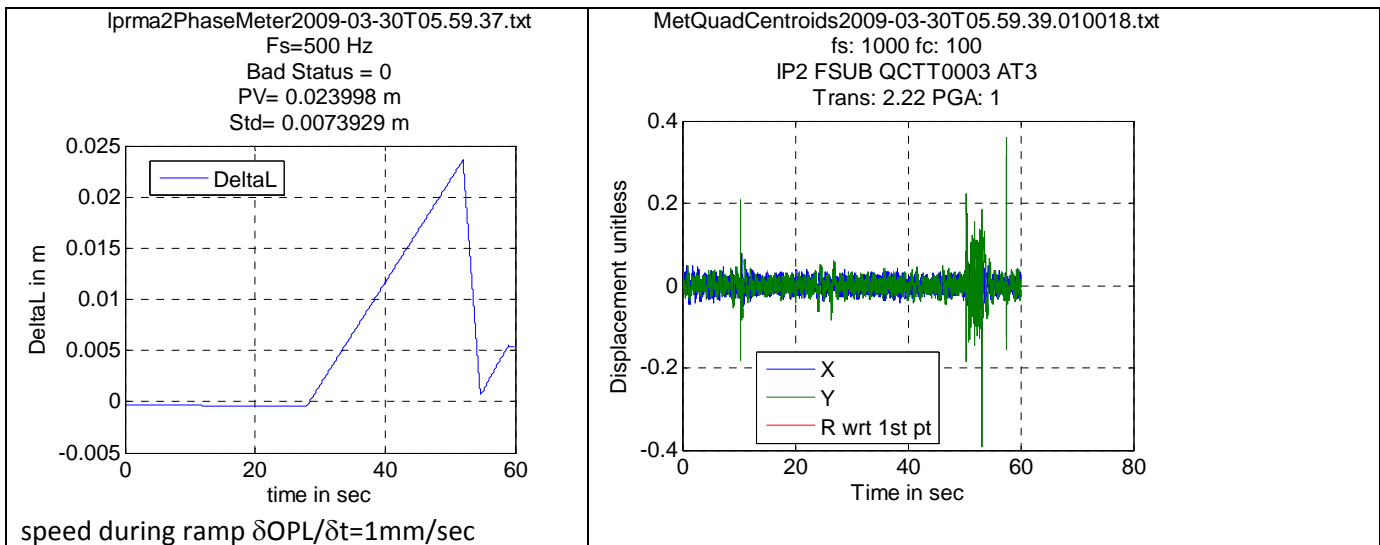 lprma2PhaseMeter2009-03-30T05.59.37.txt
Fs=500 Hz
Bad Status = 0
PV= 0.023998 m
Std= 0.0073929 m
0.025
0.02
0.015
0.01
0.005
0
-0.005
DeltaL in m
DeltaL
0 20 40 60
time in sec
speed during ramp δOPL/δt=1mm/sec
MetQuadCentroids2009-03-30T05.59.39.010018.txt
fs: 1000 fc: 100
IP2 FSUB QCTT0003 AT3
Trans: 2.22 PGA: 1
0.4
0.2
0
-0.2
-0.4
Displacement unitless
X
Y
R wrt 1st pt
0 20 40 60 80
Time in sec